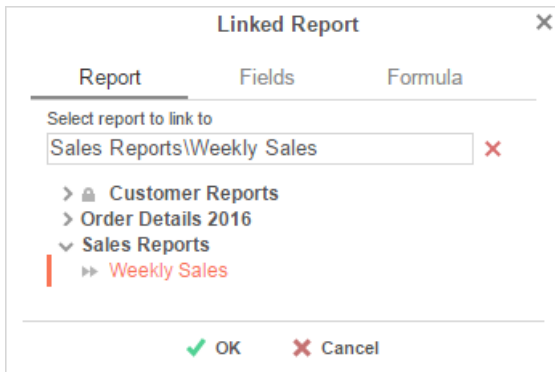 Linked Report
Report Fields Formula
Select report to link to
Sales Reports\Weekly Sales
Customer Reports
Order Details 2016
Sales Reports
Weekly Sales
OK Cancel